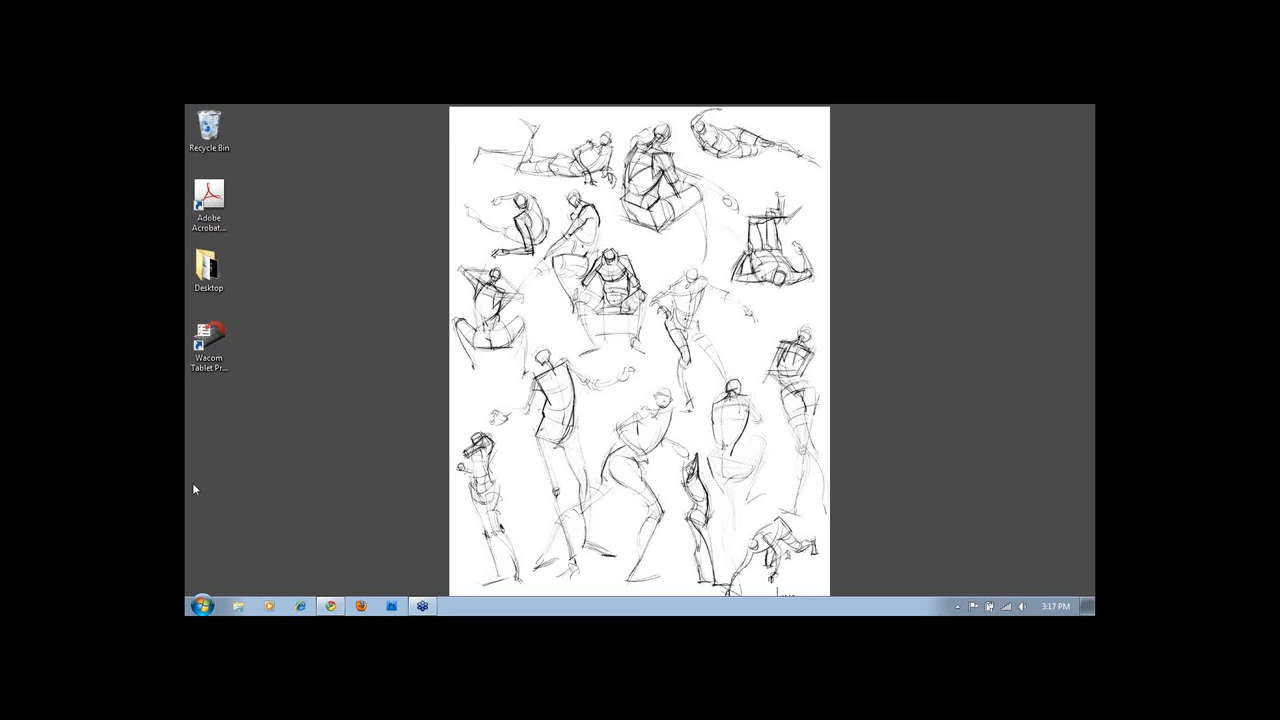 Recycle Bin
Adobe
Acrobat...
Desktop
Wacom
Tablet Pr...
3:17 PM